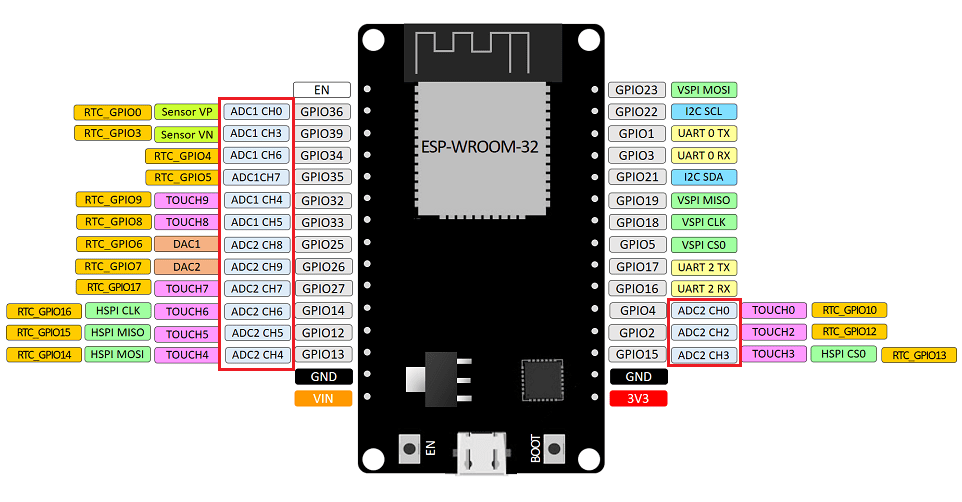 EN GPIO23 VSPI MOSI
RTC_GPIO0 Sensor VP ADC1 CH0 GPIO36 GPIO22 I2C SCL
RTC_GPIO3 Sensor VN ADC1 CH3 GPIO39 GPIO1 UART 0 TX
RTC_GPIO4 ADC1 CH6 GPIO34 ESP-WROOM-32 GPIO3 UART 0 RX
RTC_GPIO5 ADC1CH7 GPIO35 GPIO21 I2C SDA
RTC_GPIO9 TOUCH9 ADC1 CH4 GPIO32 GPIO19 VSPI MISO
RTC_GPIO8 TOUCH8 ADC1 CH5 GPIO33 GPIO18 VSPI CLK
RTC_GPIO6 DAC1 ADC2 CH8 GPIO25 GPIO5 VSPI CS0
RTC_GPIO7 DAC2 ADC2 CH9 GPIO26 GPIO17 UART 2 TX
RTC_GPIO17 TOUCH7 ADC2 CH7 GPIO27 GPIO16 UART 2 RX
RTC_GPIO16 HSPI CLK TOUCH6 ADC2 CH6 GPIO14 GPIO4 ADC2 CH0 TOUCH0 RTC_GPIO10
RTC_GPIO15 HSPI MISO TOUCH5 ADC2 CH5 GPIO12 GPIO2 ADC2 CH2 TOUCH2 RTC_GPIO12
RTC_GPIO14 HSPI MOSI TOUCH4 ADC2 CH4 GPIO13 GPIO15 ADC2 CH3 TOUCH3 HSPI CS0 RTC_GPIO13
GND GND
VIN 3V3
EN BOOT